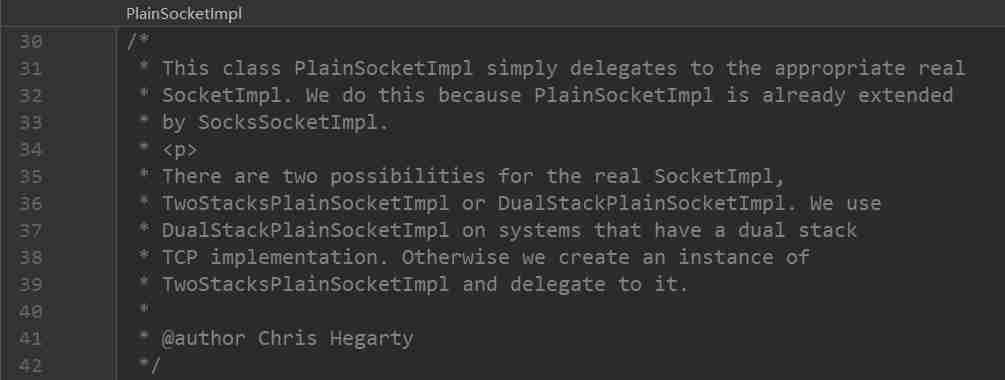 PlainSocketImpl
30 /*
31 * This class PlainSocketImpl simply delegates to the appropriate real
32 * SocketImpl. We do this because PlainSocketImpl is already extended
33 * by SocksSocketImpl.
34 * <p>
35 * There are two possibilities for the real SocketImpl,
36 * TwoStacksPlainSocketImpl or DualStackPlainSocketImpl. We use
37 * DualStackPlainSocketImpl on systems that have a dual stack
38 * TCP implementation. Otherwise we create an instance of
39 * TwoStacksPlainSocketImpl and delegate to it.
40 *
41 * @author Chris Hegarty
42 */